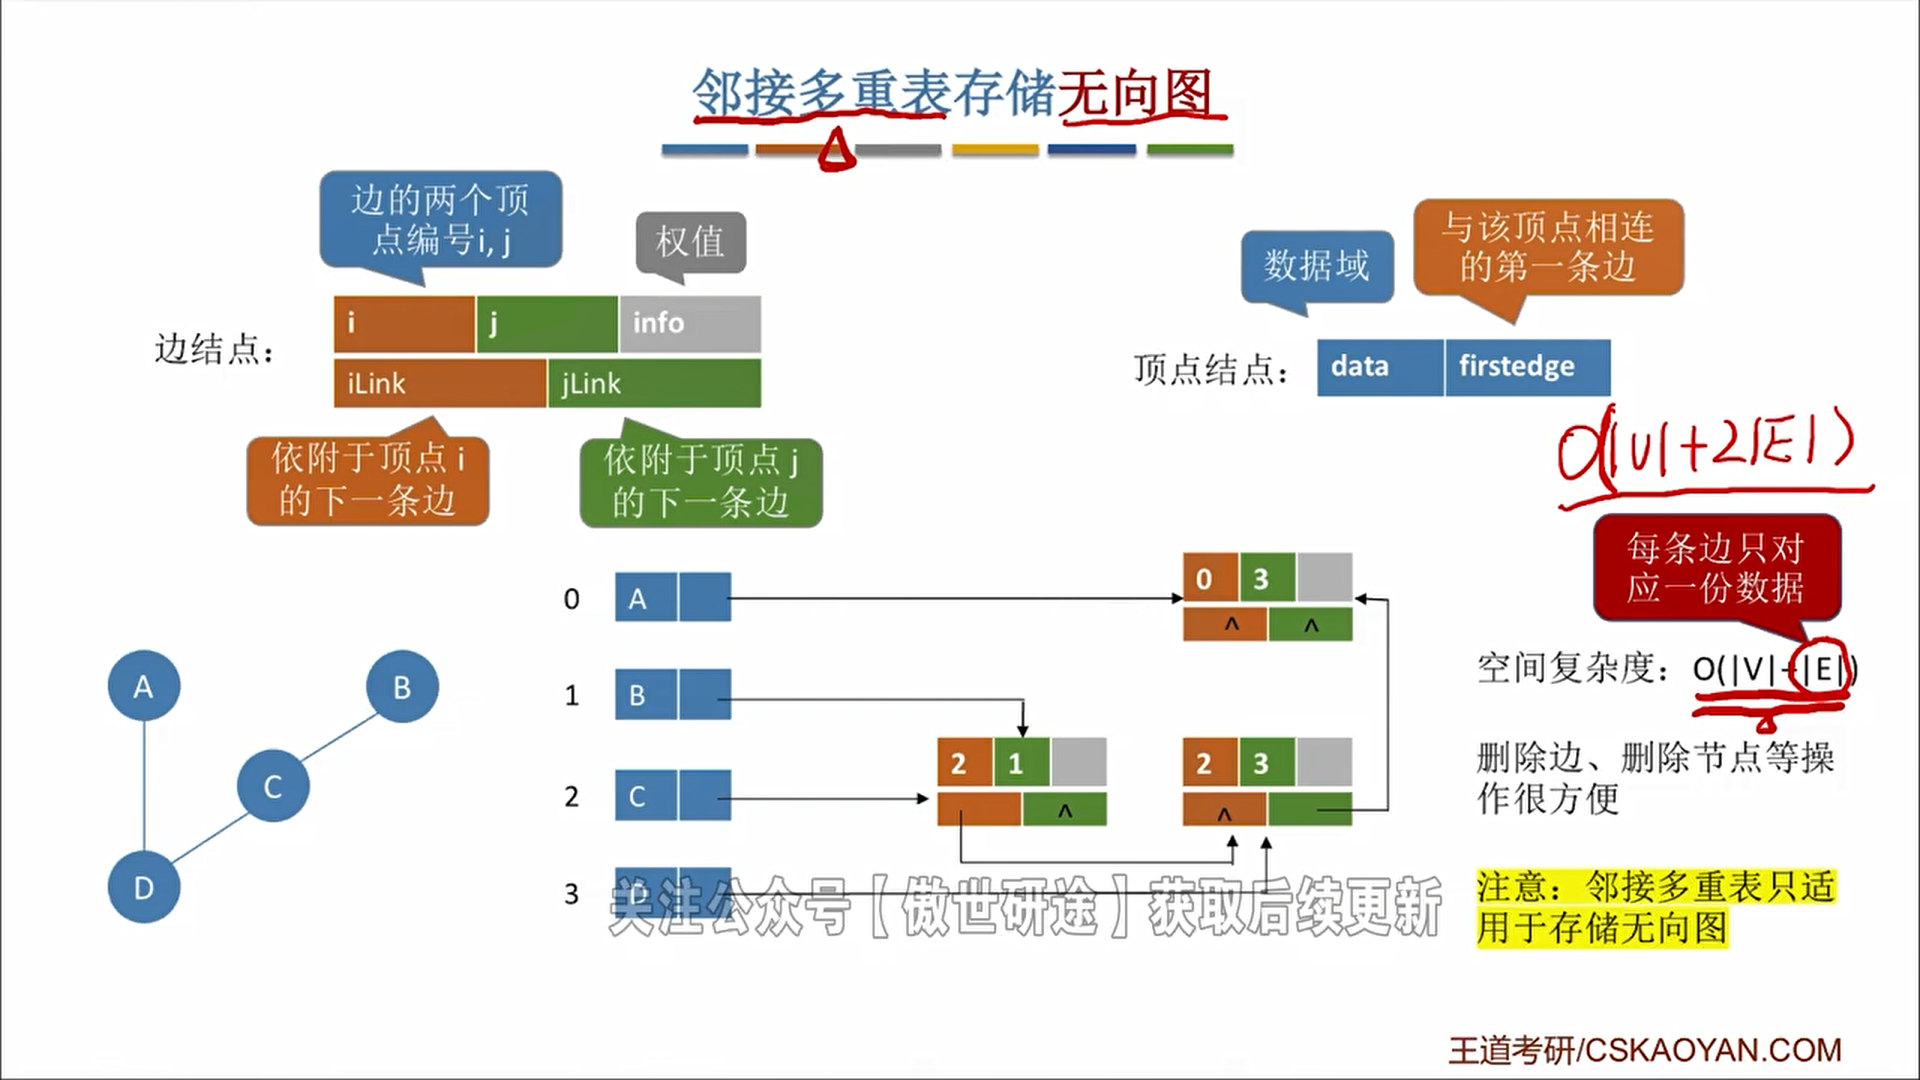 邻接多重表存储无向图
边的两个顶
点编号i, j
权值
数据域
与该顶点相连
的第一条边
边结点：
i j info
iLink jLink
顶点结点：
data firstedge
依附于顶点 i
的下一条边
依附于顶点 j
的下一条边
O(|V|+2|E|)
每条边只对
应一份数据
0 A
0 3
^ ^
1 B
2 C
2 1
^
2 3
^
3 D
A
B
C
D
空间复杂度：O(|V|+|E|)
删除边、删除节点等操
作很方便
注意：邻接多重表只适
用于存储无向图
关注公众号【傲世研途】获取后续更新
王道考研/CSKAOYAN.COM